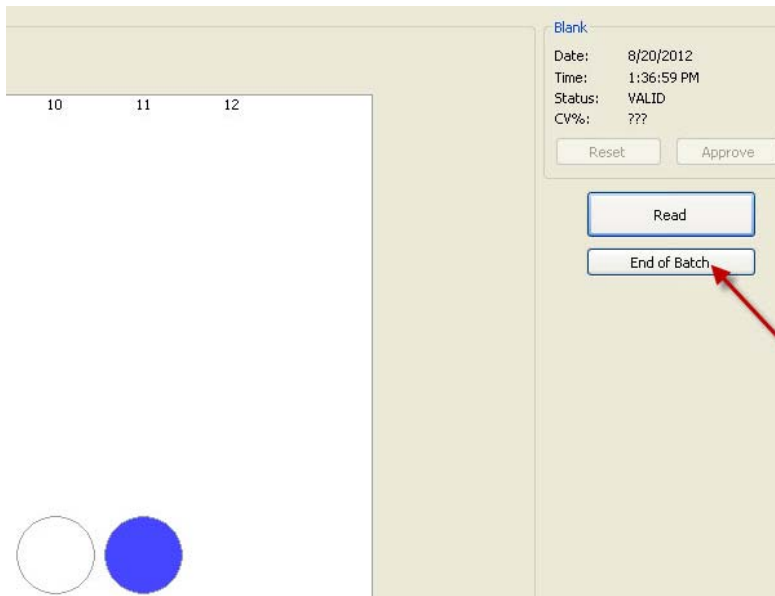 Blank
Date: 8/20/2012
Time: 1:36:59 PM
Status: VALID
CV%: ???
Reset Approve
10 11 12
Read
End of Batch